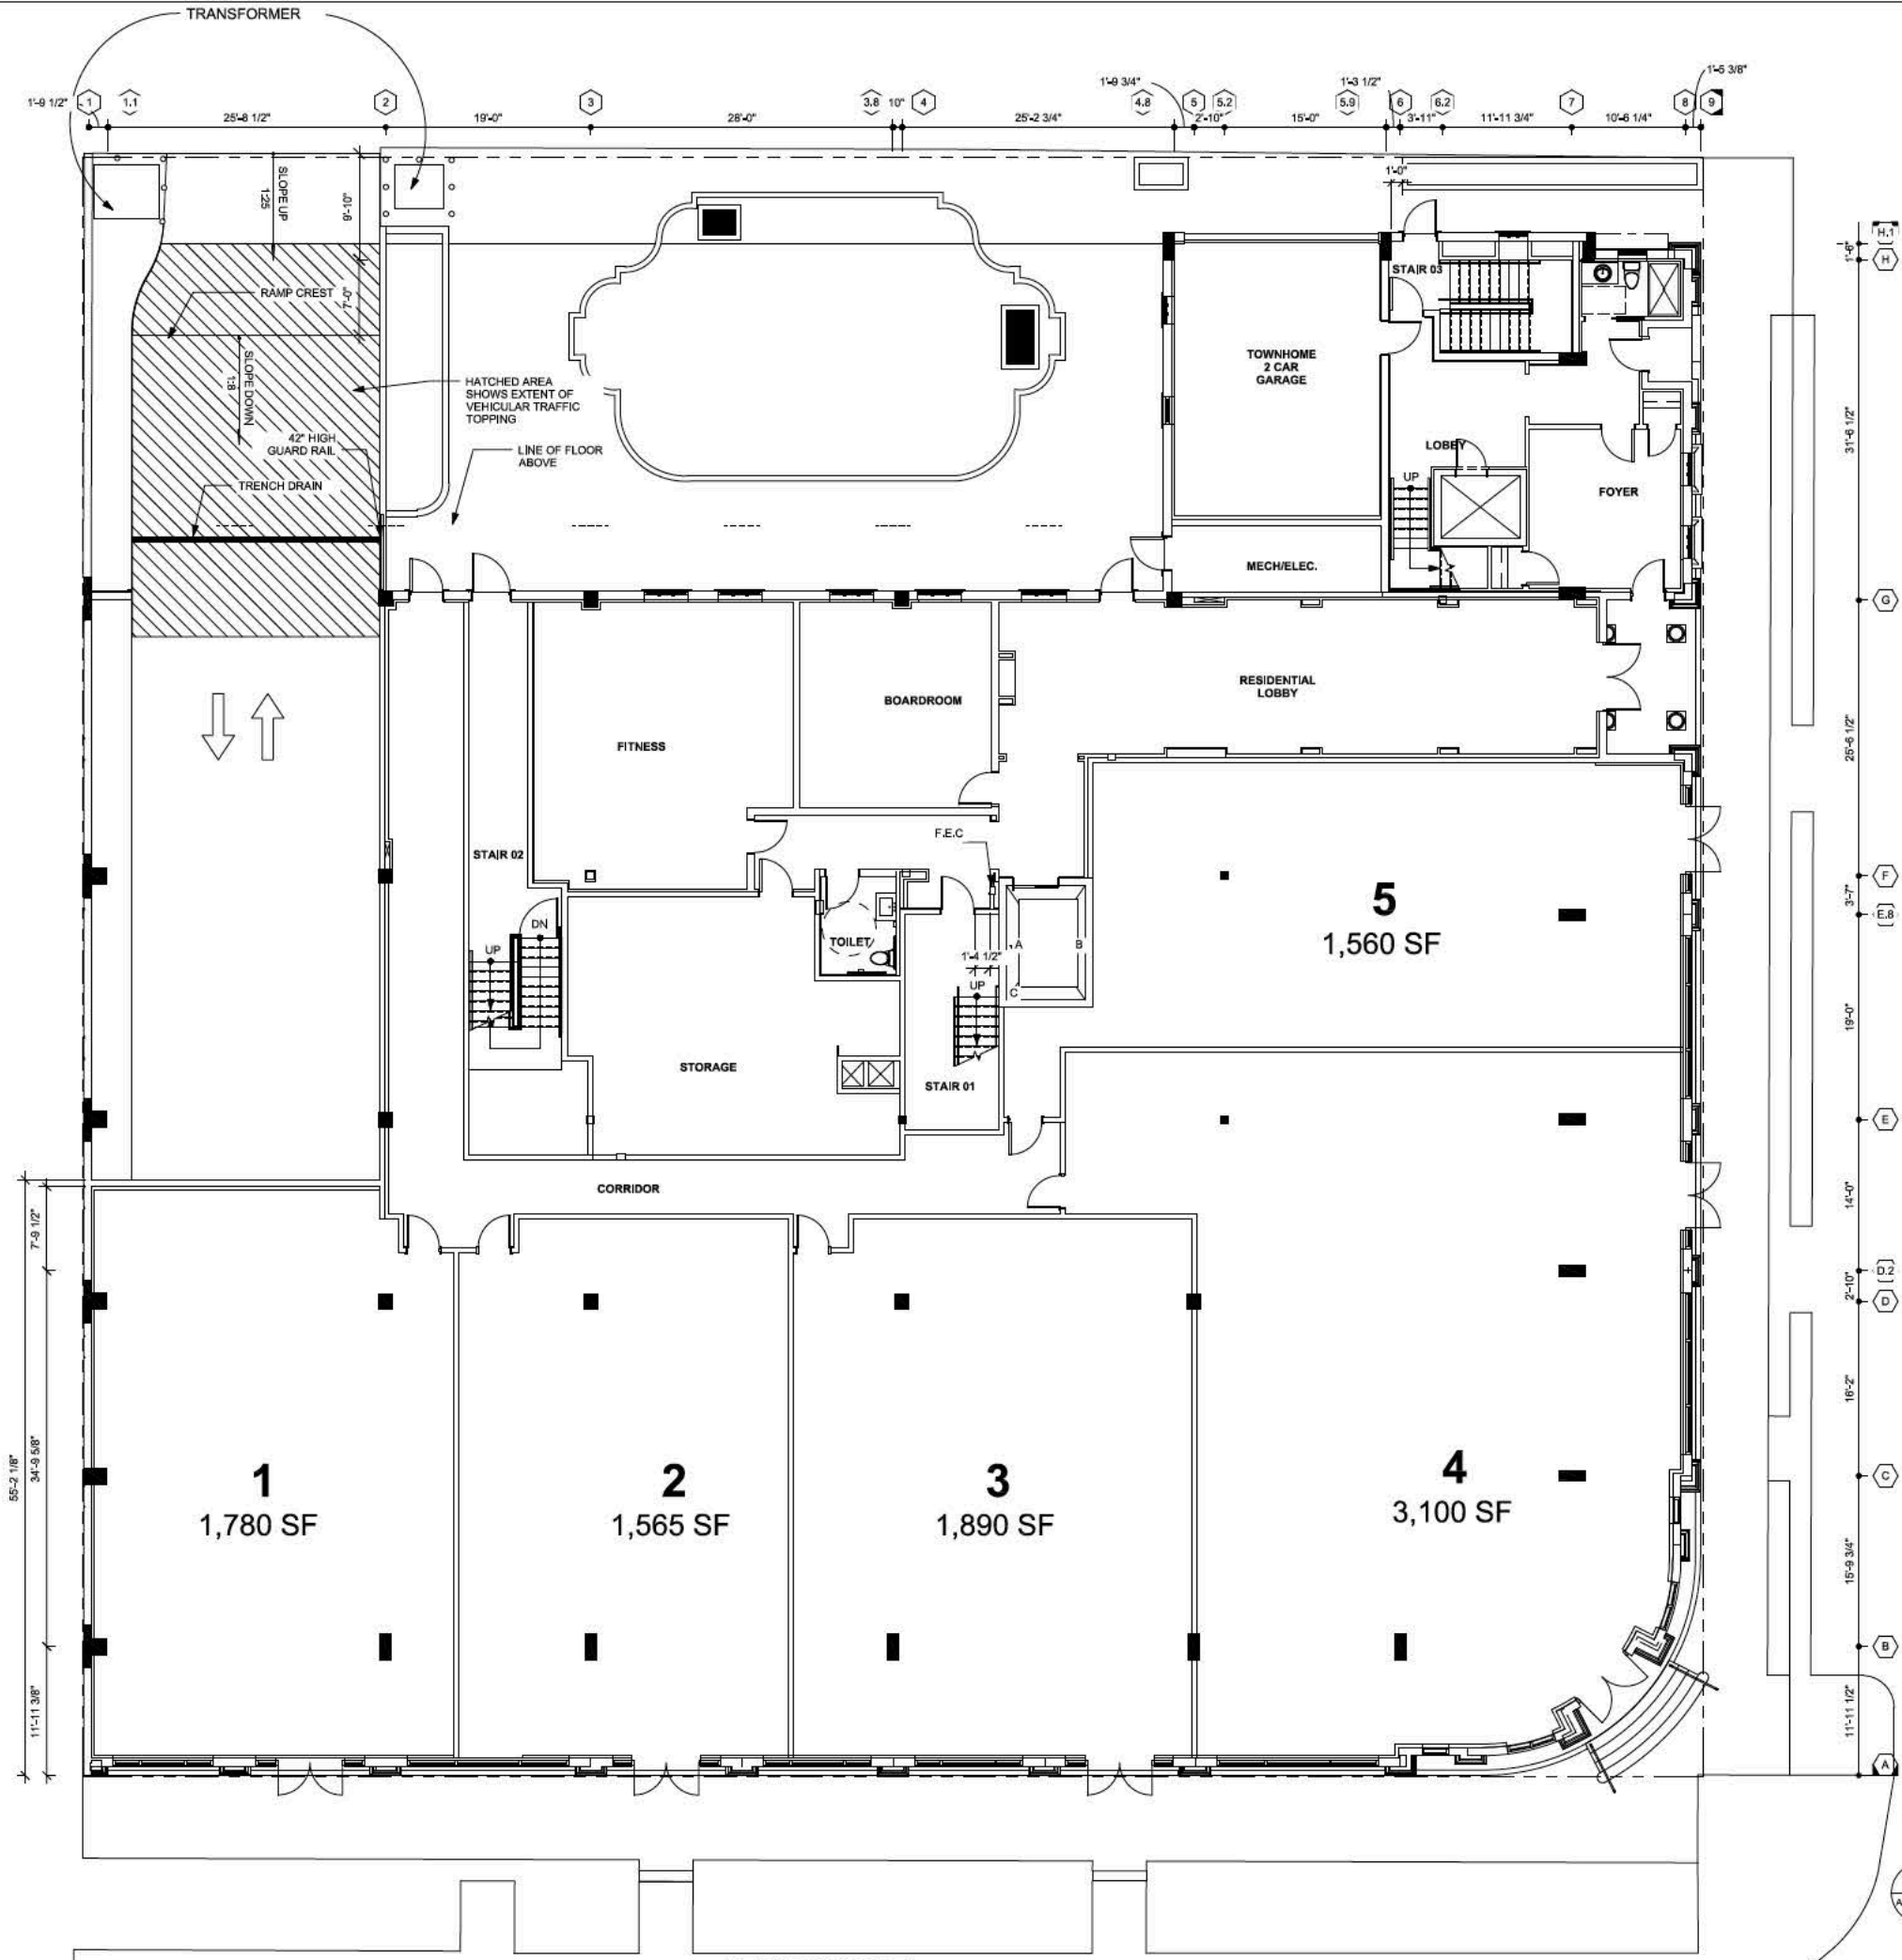 TRANSFORMER
1'-9 1/2"
1
1.1
25'-8 1/2"
2
19'-0"
3
28'-0"
3.8
10"
4
25'-2 3/4"
1'-9 3/4"
4.8
5
5.2
2'-10"
15'-0"
1'-3 1/2"
5.9
6
6.2
3'-11"
11'-11 3/4"
7
10'-6 1/4"
8
9
1'-5 3/8"
SLOPE UP
1:25
RAMP CREST
7'-0"
SLOPE DOWN
1:8
HATCHED AREA
SHOWS EXTENT OF
VEHICULAR TRAFFIC
TOPPING
42" HIGH
GUARD RAIL
LINE OF FLOOR
ABOVE
TRENCH DRAIN
1'-0"
STAIR 03
TOWNHOME
2 CAR
GARAGE
LOBBY
UP
FOYER
MECH/ELEC.
H.1
1'-6"
H
31'-6 1/2"
G
RESIDENTIAL
LOBBY
BOARDROOM
FITNESS
25'-6 1/2"
STAIR 02
F.E.C
5
1,560 SF
F
3'-7"
E.8
DN
UP
TOILET
1'-4 1/2"
UP
A
B
C
19'-0"
STORAGE
STAIR 01
E
CORRIDOR
14'-0"
D.2
2'-10"
D
7'-9 1/2"
16'-2"
55'-2 1/8"
34'-9 5/8"
1
1,780 SF
2
1,565 SF
3
1,890 SF
4
3,100 SF
C
15'-9 3/4"
B
11'-11 3/8"
11'-11 1/2"
A